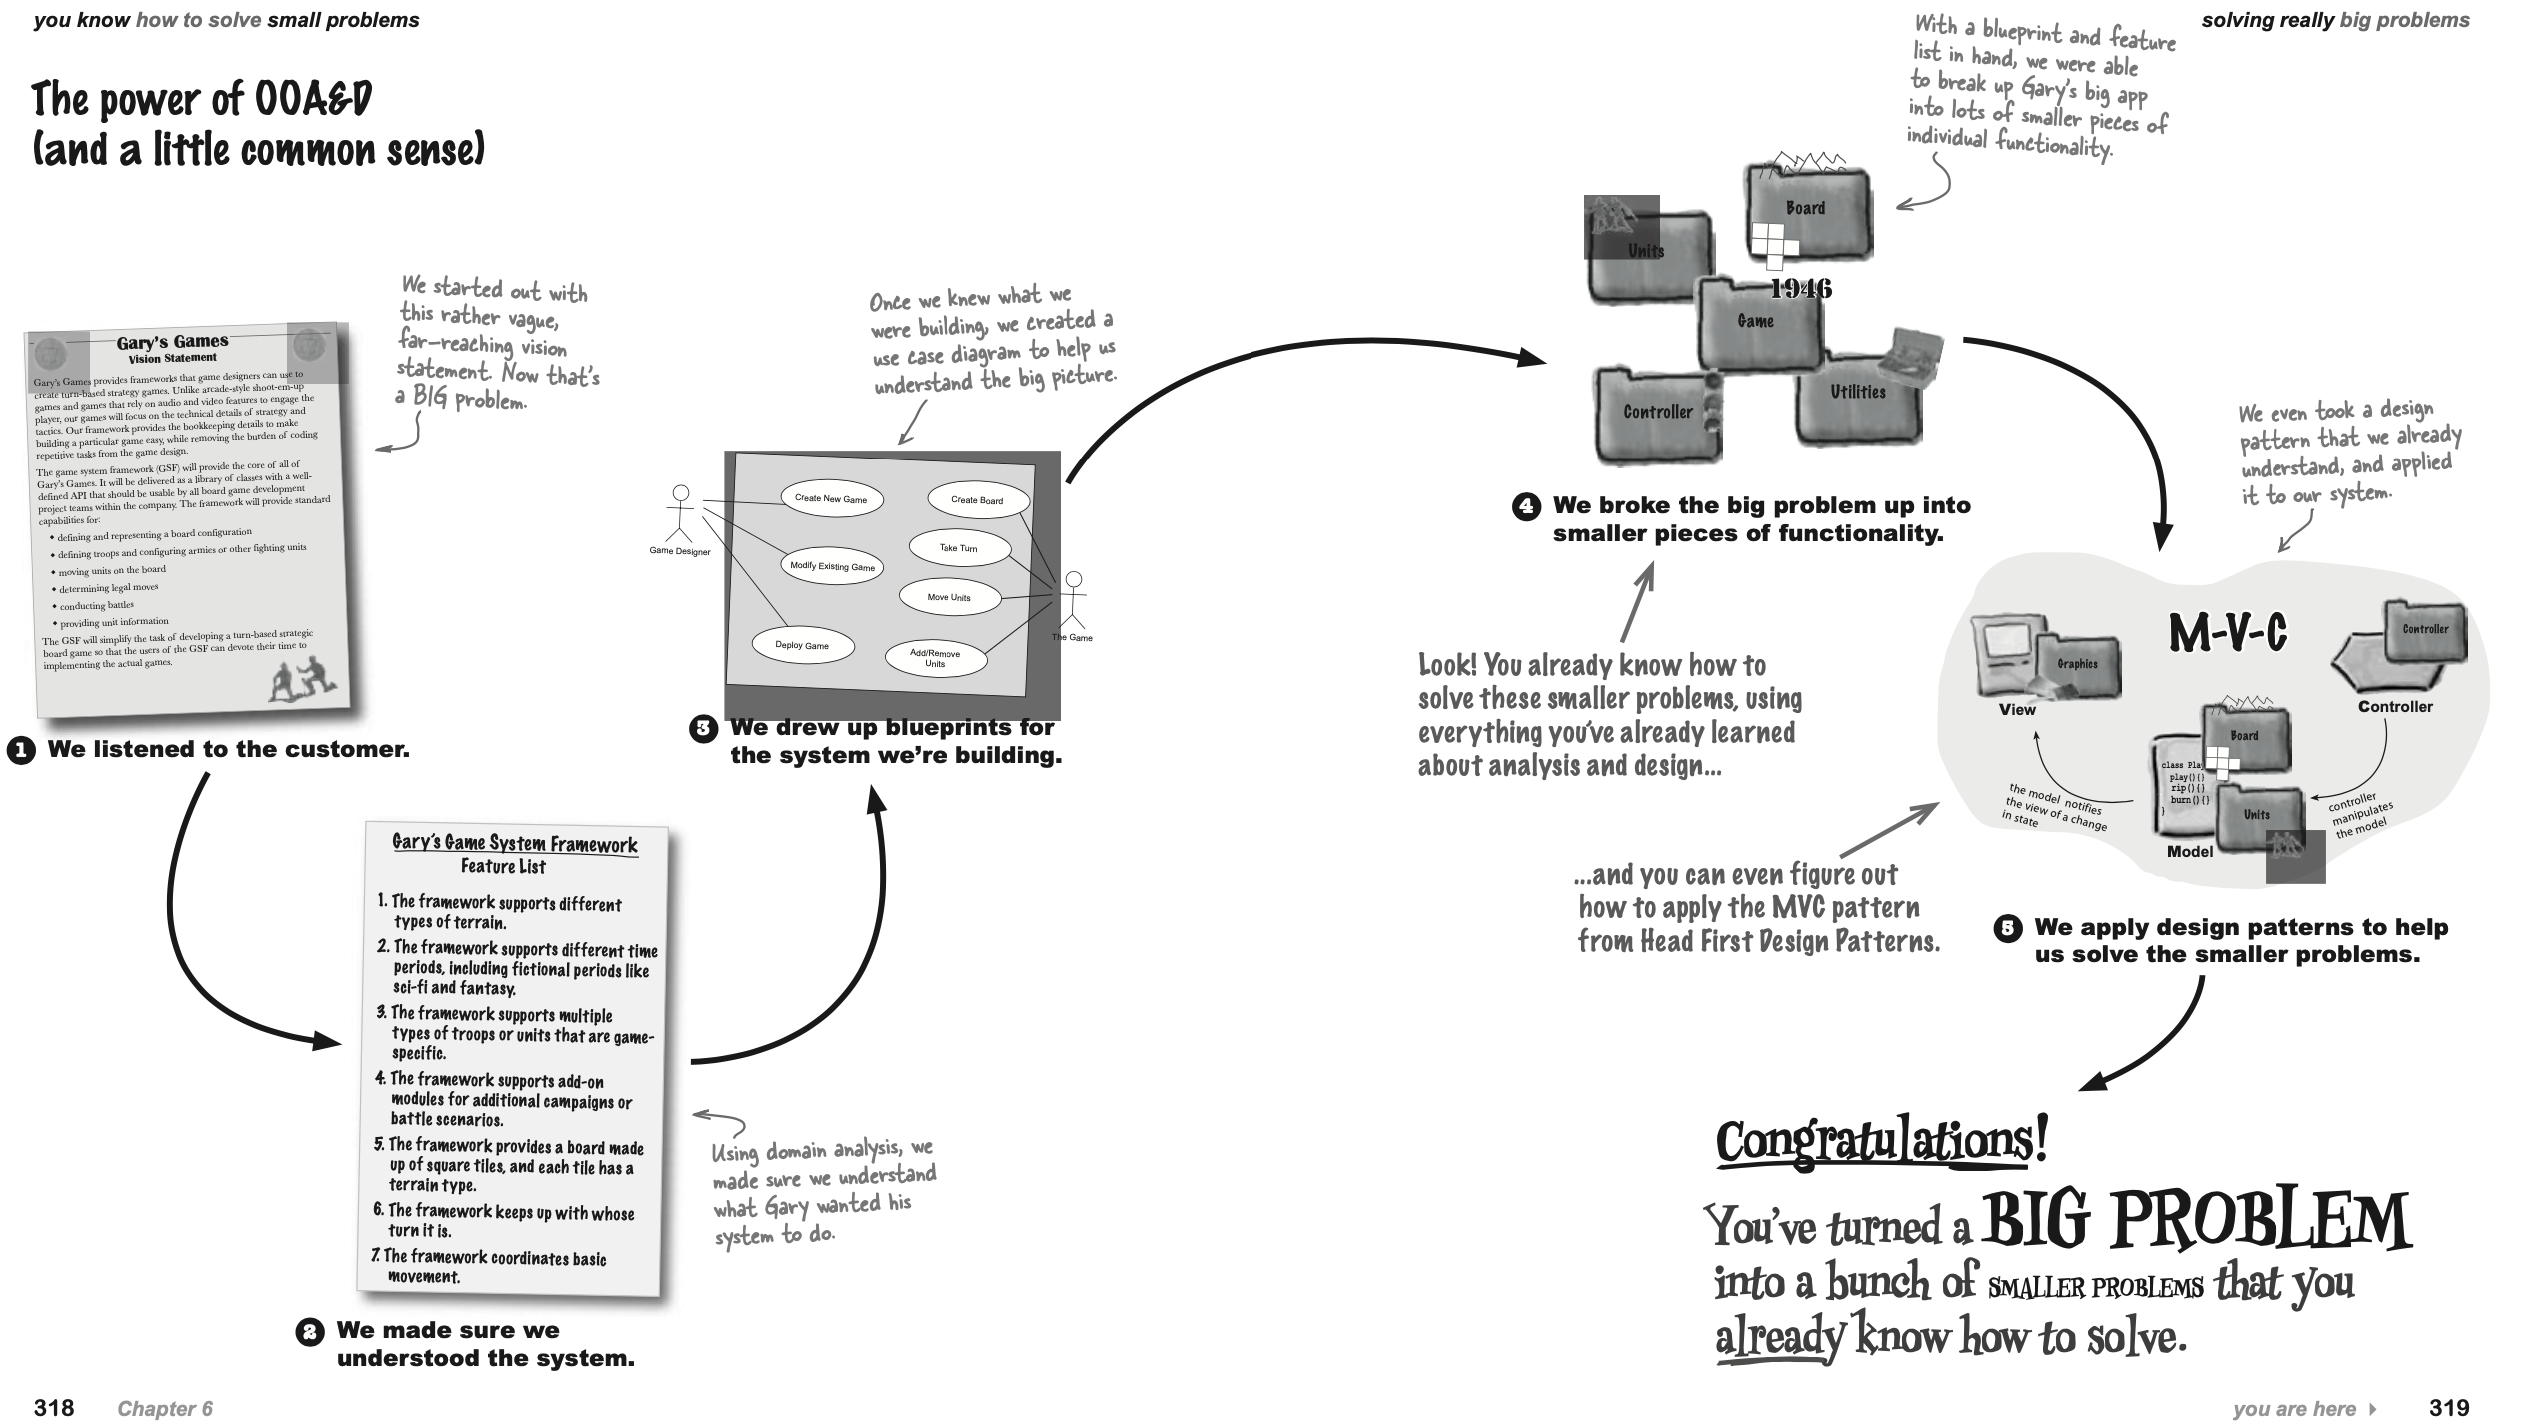 you know how to solve small problems
The power of OOA&D
(and a little common sense)
Gary's Games
Vision Statement
Gary's Games provides frameworks that game designers can use to
create turn-based strategy games. Unlike arcade-style shoot-em-up
games and games that rely on audio and video features to engage the
player, our games will focus on the technical details of strategy and
tactics. Our framework provides the bookkeeping details to make
building a particular game easy, while removing the burden of coding
repetitive tasks from the game design.
The game system framework (GSF) will provide the core of all of
Gary's Games. It will be delivered as a library of classes with a well-
defined API that should be usable by all board game development
project teams within the company. The framework will provide standard
capabilities for:
• defining and representing a board configuration
• defining troops and configuring armies or other fighting units
• moving units on the board
• determining legal moves
• conducting battles
• providing unit information
The GSF will simplify the task of developing a turn-based strategic
board game so that the users of the GSF can devote their time to
implementing the actual games.
We started out with
this rather vague,
far-reaching vision
statement. Now that's
a BIG problem.
1 We listened to the customer.
Gary's Game System Framework
Feature List
1. The framework supports different
types of terrain.
2. The framework supports different time
periods, including fictional periods like
sci-fi and fantasy.
3. The framework supports multiple
types of troops or units that are game-
specific.
4. The framework supports add-on
modules for additional campaigns or
battle scenarios.
5. The framework provides a board made
up of square tiles, and each tile has a
terrain type.
6. The framework keeps up with whose
turn it is.
7. The framework coordinates basic
movement.
Using domain analysis, we
made sure we understand
what Gary wanted his
system to do.
2 We made sure we
understood the system.
Once we knew what we
were building, we created a
use case diagram to help us
understand the big picture.
Game Designer
Create New Game
Create Board
Take Turn
Modify Existing Game
Move Units
Deploy Game
Add/Remove
Units
The Game
3 We drew up blueprints for
the system we're building.
318 Chapter 6
solving really big problems
With a blueprint and feature
list in hand, we were able
to break up Gary's big app
into lots of smaller pieces of
individual functionality.
Board
Units
1946
Game
Utilities
Controller
4 We broke the big problem up into
smaller pieces of functionality.
Look! You already know how to
solve these smaller problems, using
everything you've already learned
about analysis and design...
...and you can even figure out
how to apply the MVC pattern
from Head First Design Patterns.
We even took a design
pattern that we already
understand, and applied
it to our system.
M-V-C
Graphics
View
Controller
Controller
Board
class Play
play(){}
rip(){}
burn(){}
}
Units
Model
the model notifies
the view of a change
in state
controller
manipulates
the model
5 We apply design patterns to help
us solve the smaller problems.
Congratulations!
You've turned a BIG PROBLEM
into a bunch of SMALLER PROBLEMS that you
already know how to solve.
you are here 319